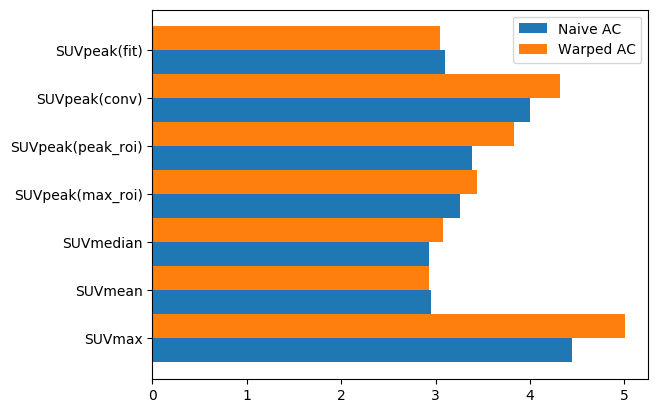 Naive AC
Warped AC
SUVpeak(fit)
SUVpeak(conv)
SUVpeak(peak_roi)
SUVpeak(max_roi)
SUVmedian
SUVmean
SUVmax
0 1 2 3 4 5